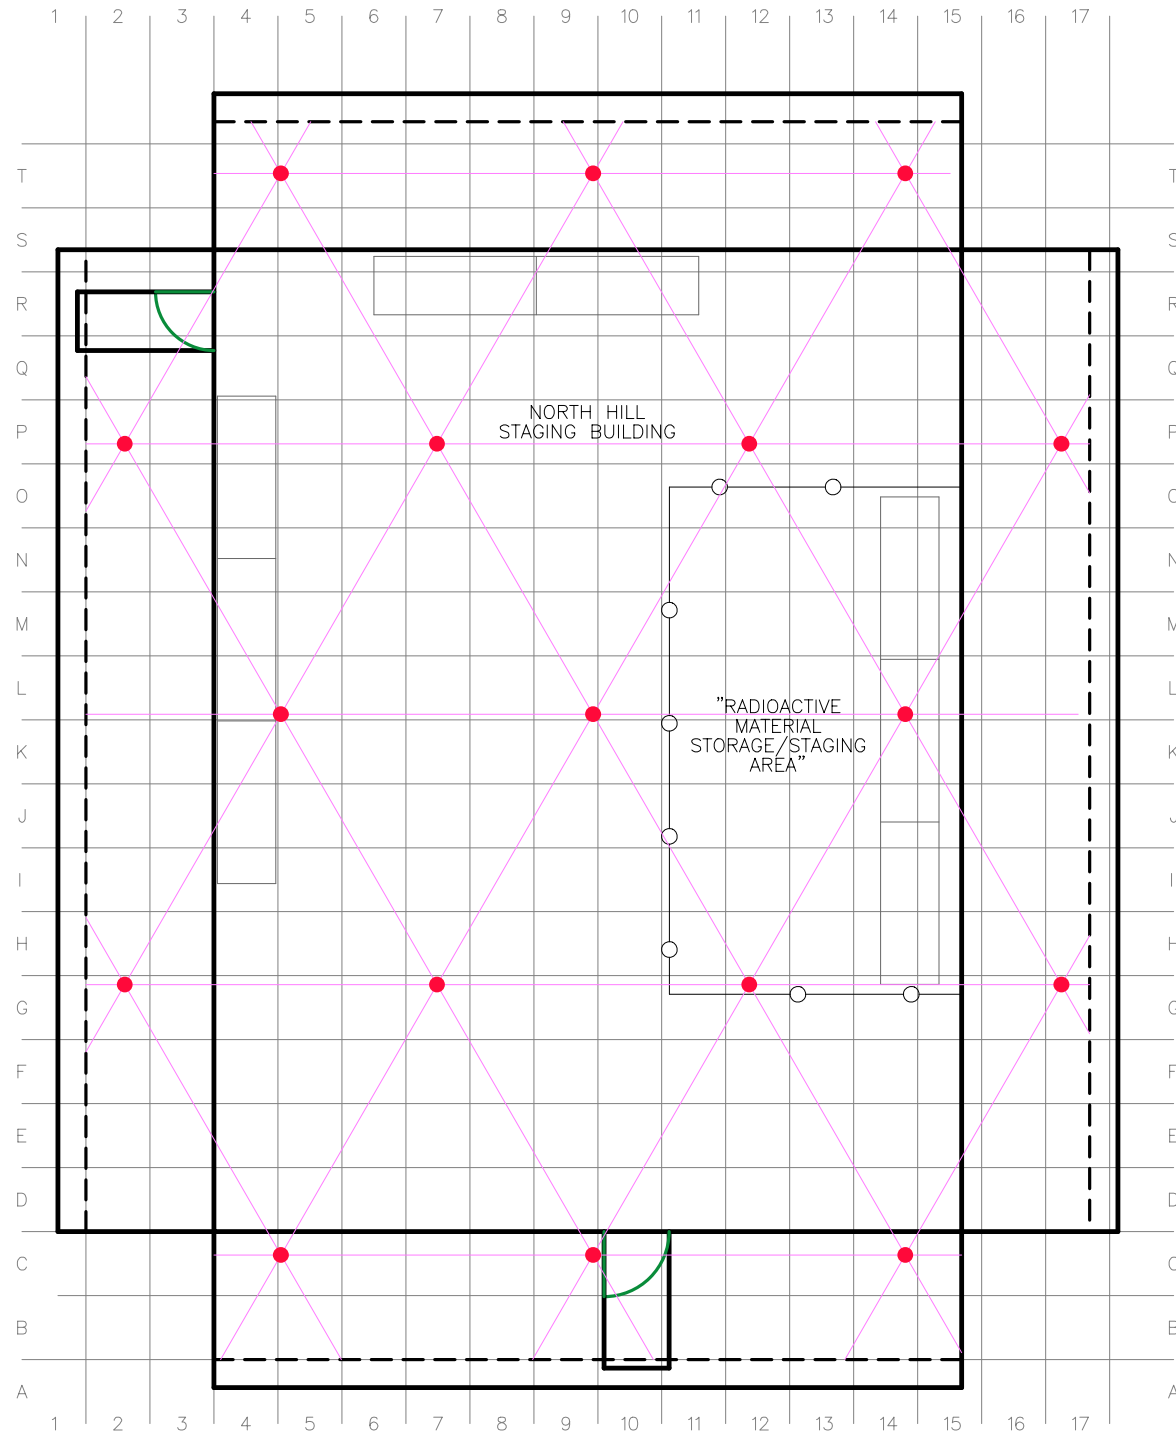 1 2 3 4 5 6 7 8 9 10 11 12 13 14 15 16 17
T T
S S
R R
Q Q
P NORTH HILL P
STAGING BUILDING
O O
N N
M M
L "RADIOACTIVE L
MATERIAL
K STORAGE/STAGING K
AREA"
J J
I I
H H
G G
F F
E E
D D
C C
B B
A A
1 2 3 4 5 6 7 8 9 10 11 12 13 14 15 16 17